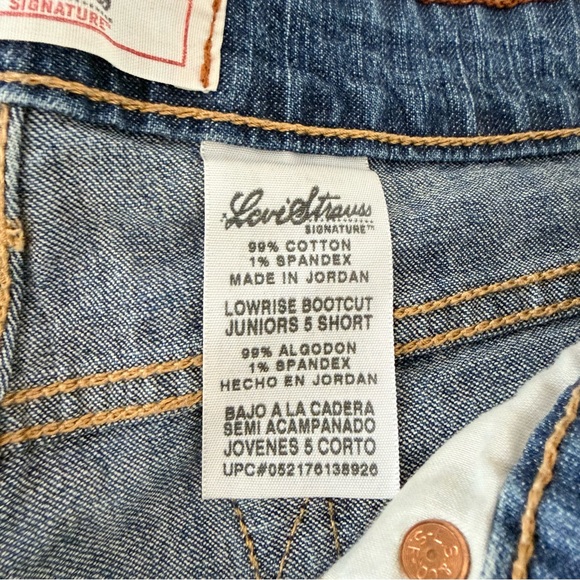 SIGNATURE™
Levi Strauss
SIGNATURE™
99% COTTON
1% SPANDEX
MADE IN JORDAN
LOWRISE BOOTCUT
JUNIORS 5 SHORT
99% ALGODON
1% SPANDEX
HECHO EN JORDAN
BAJO A LA CADERA
SEMI ACAMPANADO
JOVENES 5 CORTO
UPC#052176138926